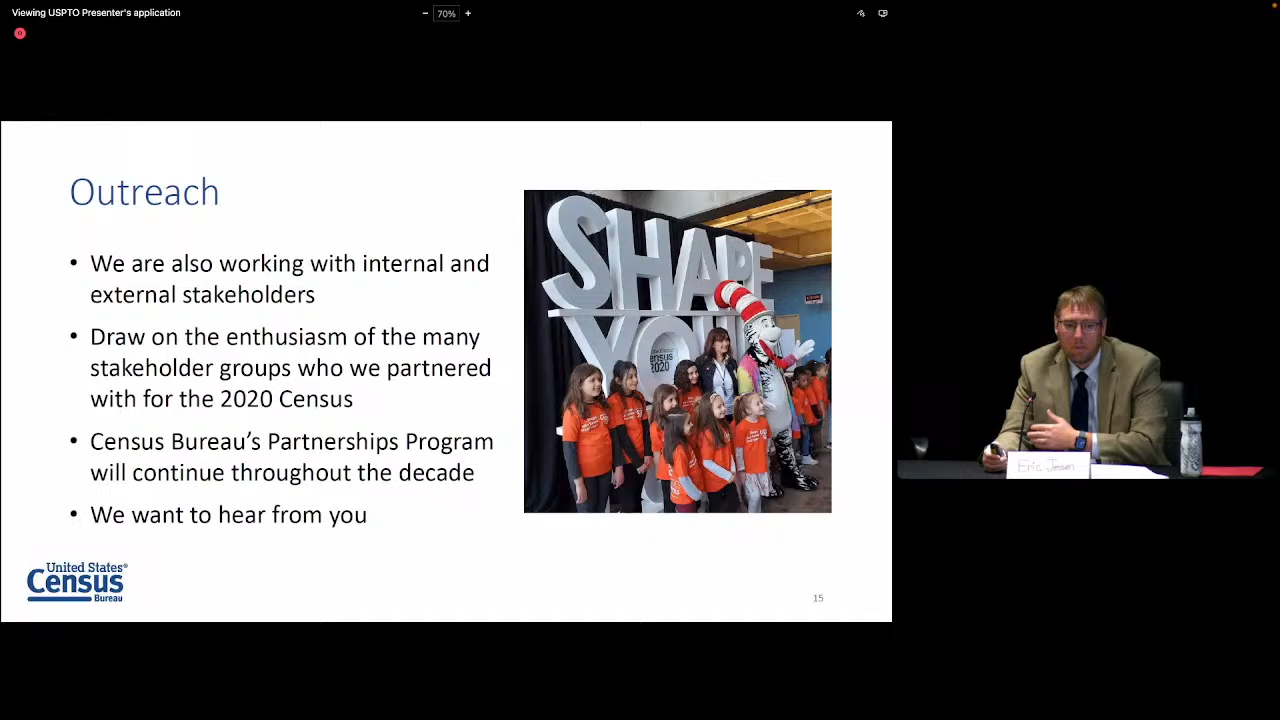 Viewing USPTO Presenter's application
70%
Outreach
• We are also working with internal and
external stakeholders
• Draw on the enthusiasm of the many
stakeholder groups who we partnered
with for the 2020 Census
• Census Bureau's Partnerships Program
will continue throughout the decade
• We want to hear from you
SHAPE
YOU
Census
2020
United States®
Census
Bureau
15
Eric Jensen